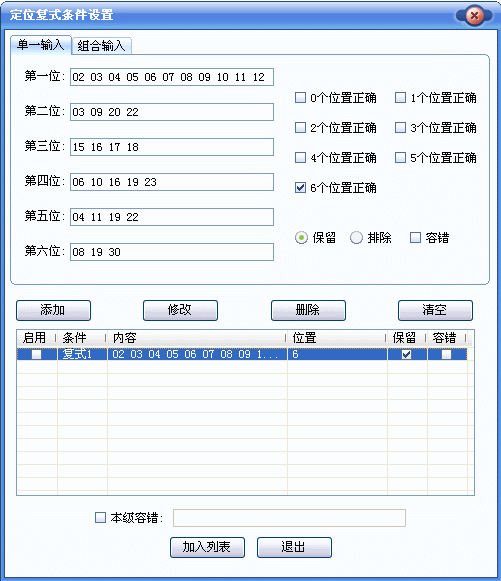 定位复式条件设置
单一输入 组合输入
第一位: 02 03 04 05 06 07 08 09 10 11 12
第二位: 03 09 20 22
第三位: 15 16 17 18
第四位: 06 10 16 19 23
第五位: 04 11 19 22
第六位: 08 19 30
0个位置正确 1个位置正确
2个位置正确 3个位置正确
4个位置正确 5个位置正确
6个位置正确
保留 排除 容错
添加 修改 删除 清空
启用 条件 内容 位置 保留 容错
复式1 02 03 04 05 06 07 08 09 1... 6
本级容错:
加入列表 退出